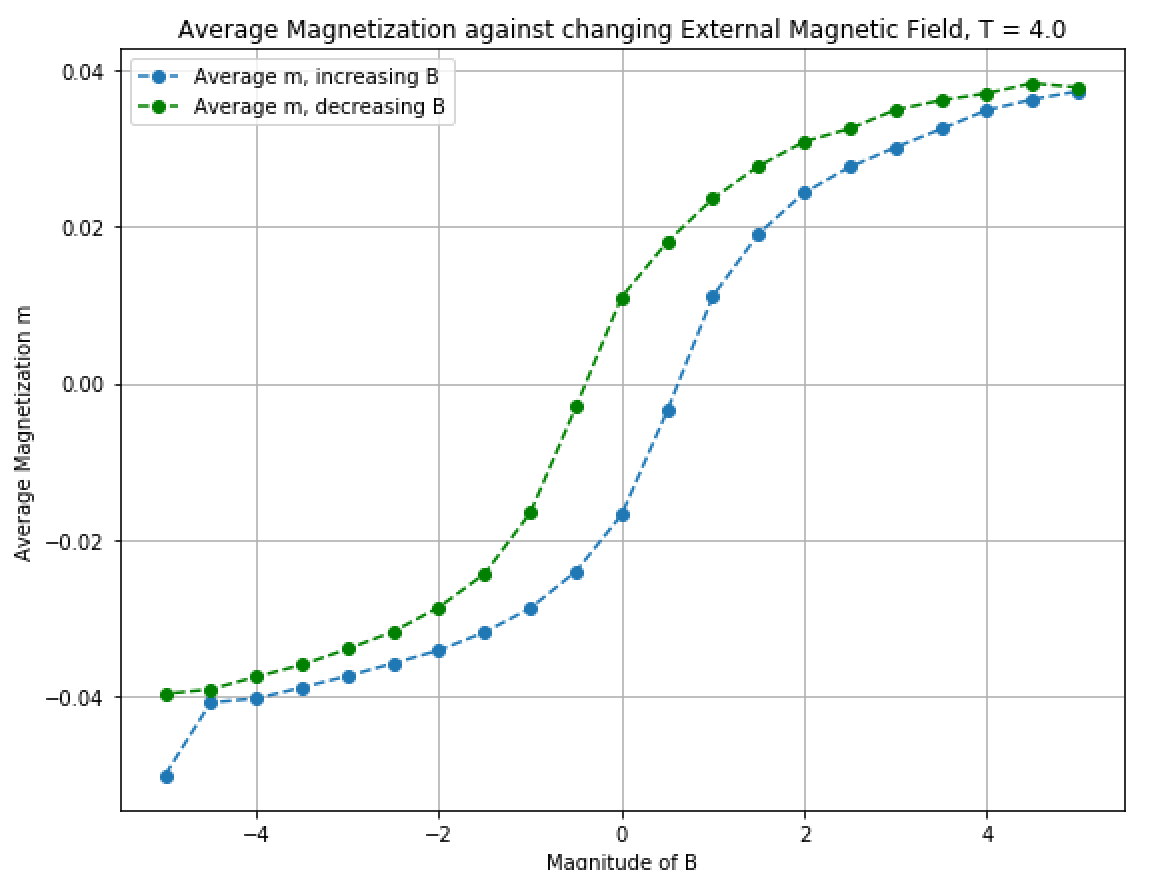 Average Magnetization against changing External Magnetic Field, T = 4.0
Average m, increasing B
Average m, decreasing B
0.04
0.02
0.00
−0.02
−0.04
Average Magnetization m
−4
−2
0
2
4
Magnitude of B